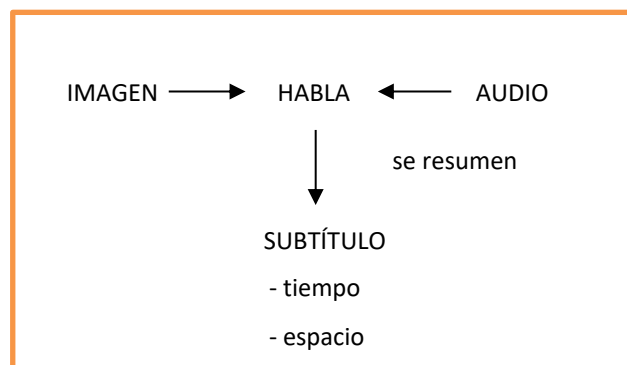 IMAGEN HABLA AUDIO
se resumen
SUBTÍTULO
- tiempo
- espacio